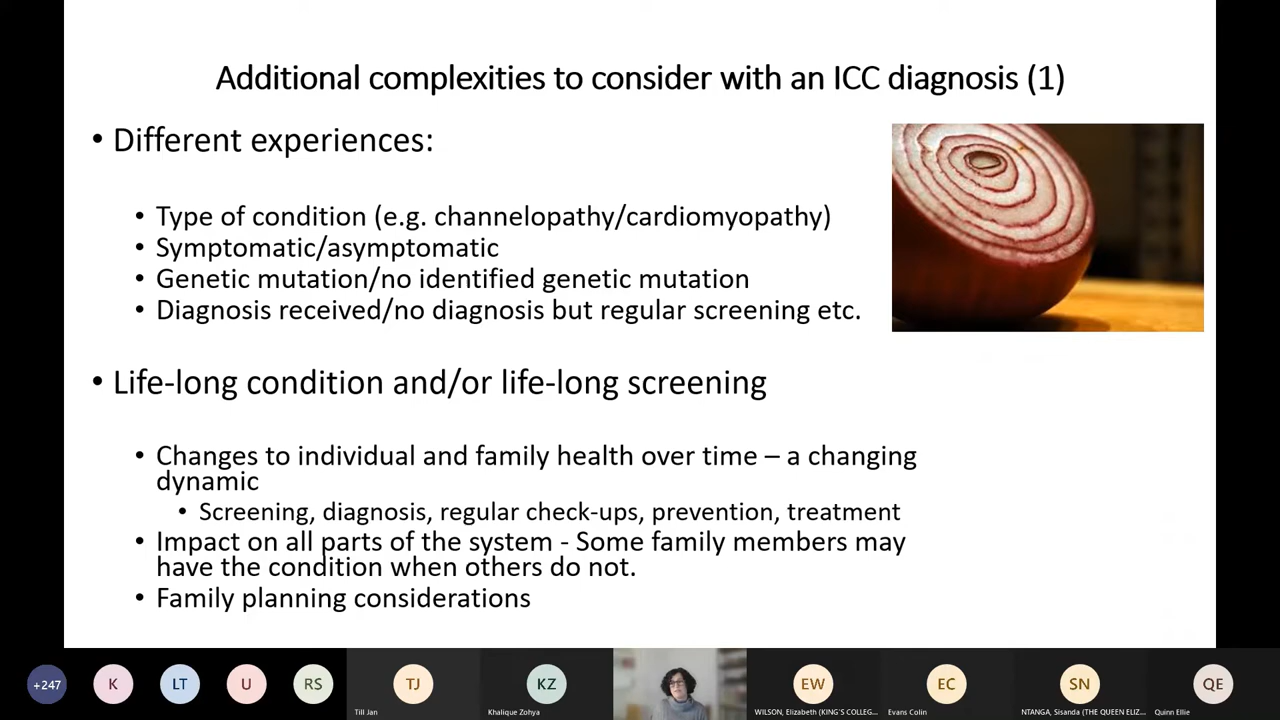 Additional complexities to consider with an ICC diagnosis (1)
• Different experiences:
• Type of condition (e.g. channelopathy/cardiomyopathy)
• Symptomatic/asymptomatic
• Genetic mutation/no identified genetic mutation
• Diagnosis received/no diagnosis but regular screening etc.
• Life-long condition and/or life-long screening
• Changes to individual and family health over time – a changing
dynamic
• Screening, diagnosis, regular check-ups, prevention, treatment
• Impact on all parts of the system - Some family members may
have the condition when others do not.
• Family planning considerations
+247
K
LT
U
RS
TJ
KZ
EW
EC
SN
QE
Till Jan
Khalique Zohya
WILSON, Elizabeth (KING'S COLLEG...
Evans Colin
NTANGA, Sisanda (THE QUEEN ELIZ...
Quinn Ellie